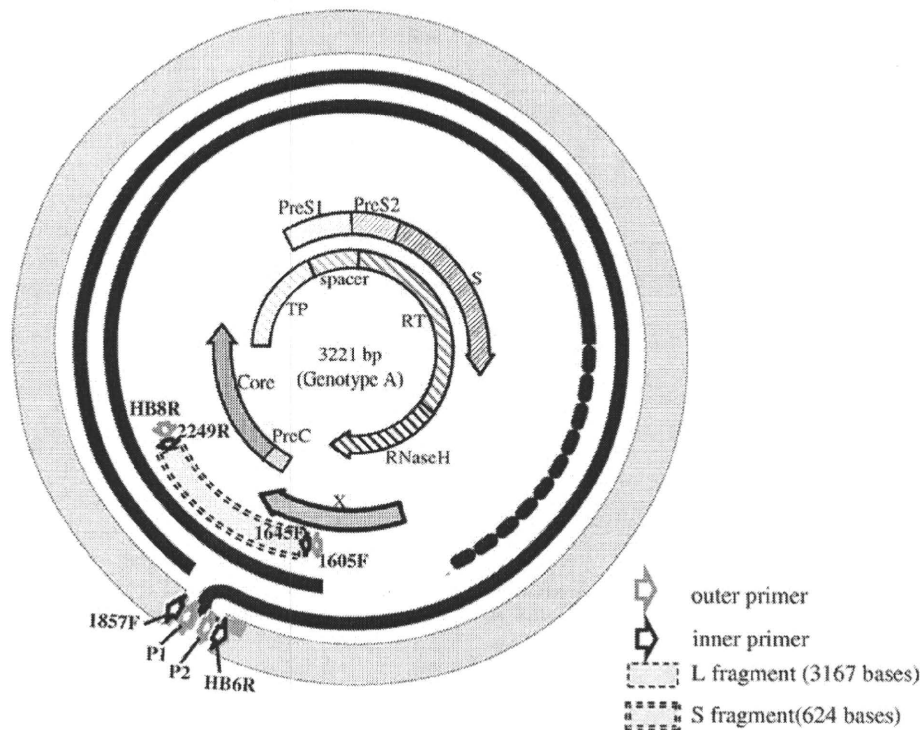 PreS1
PreS2
S
spacer
TP
RT
3221 bp
(Genotype A)
Core
HB8R
2249R
PreC
RNaseH
X
1645F
1605F
1857F
P1
P2
HB6R
outer primer
inner primer
L fragment (3167 bases)
S fragment(624 bases)